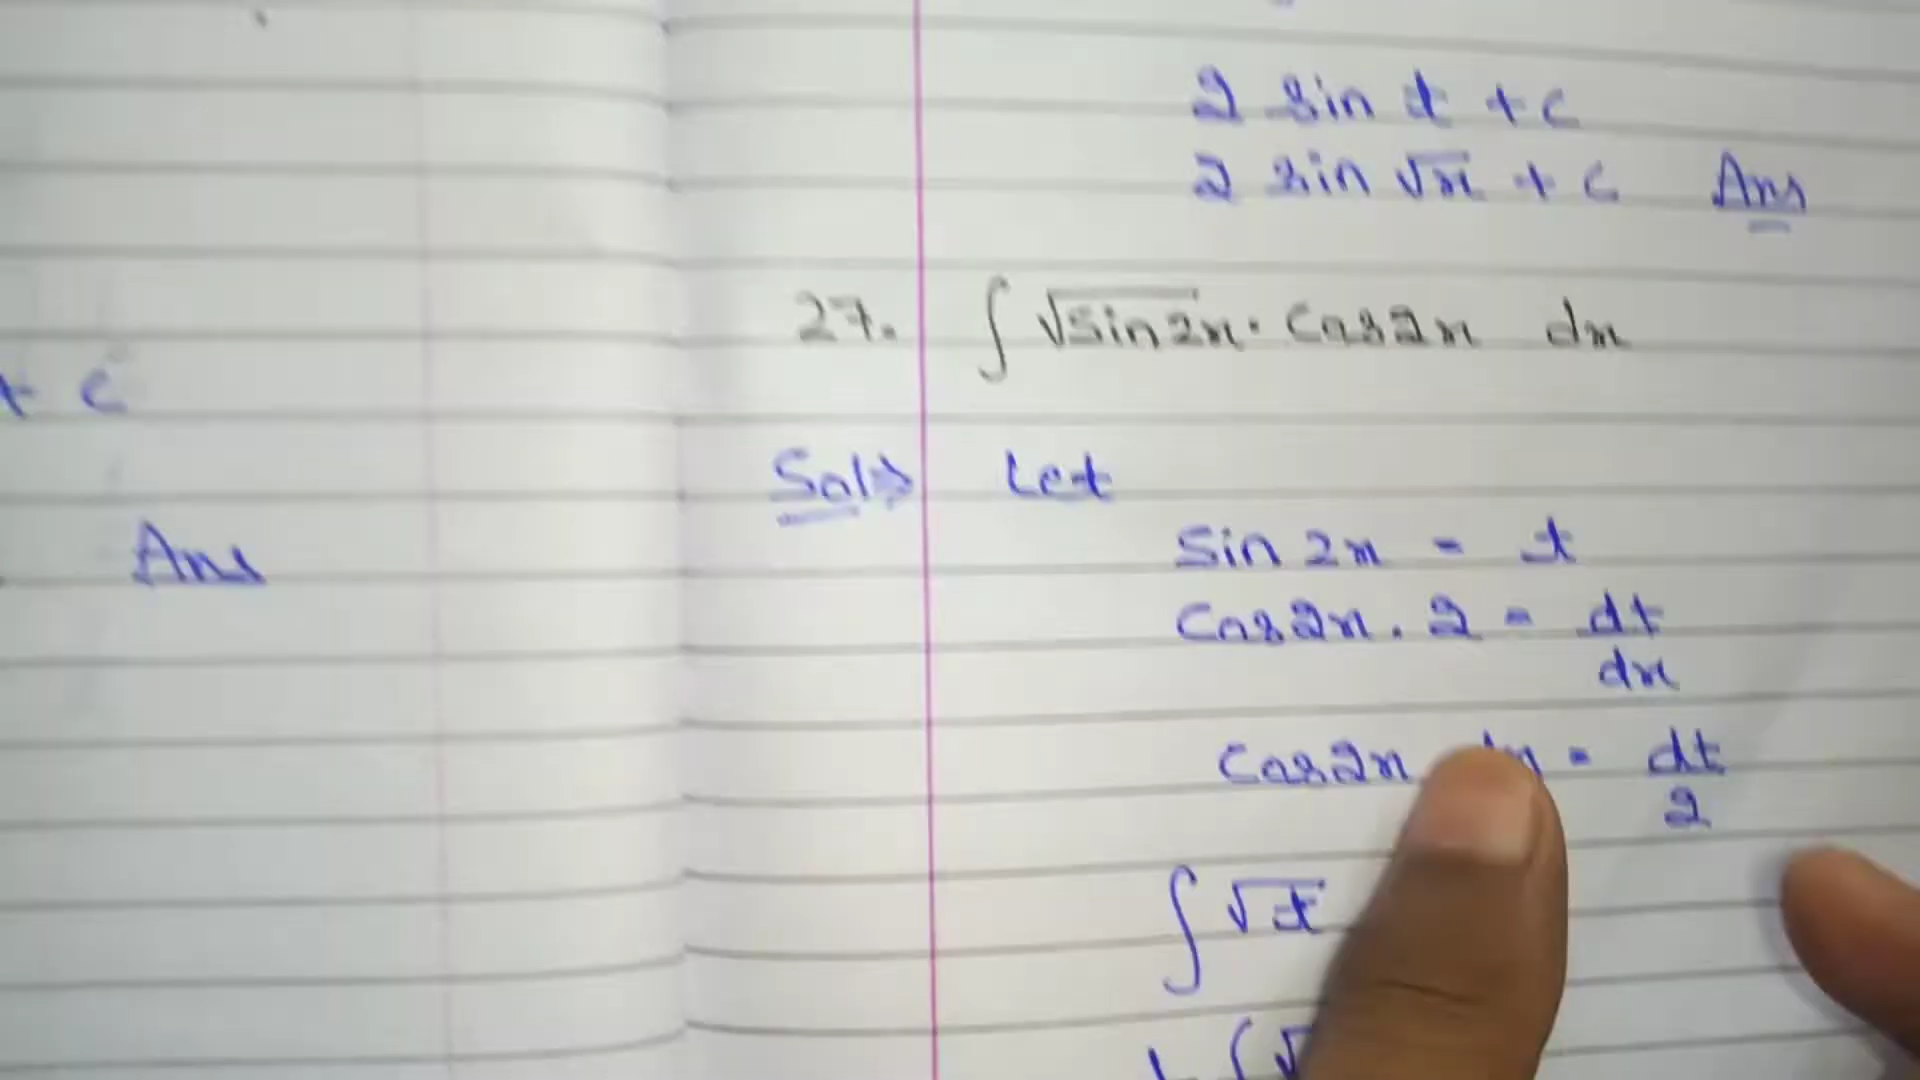 + c
Ans
2 sin t + c
2 sin √x + c Ans
27. ∫ √sin2x · cos2x dx
Sol⇒ Let
sin 2x = t
cos2x . 2 = dt
dx
cos2x = dt
2
∫ √t